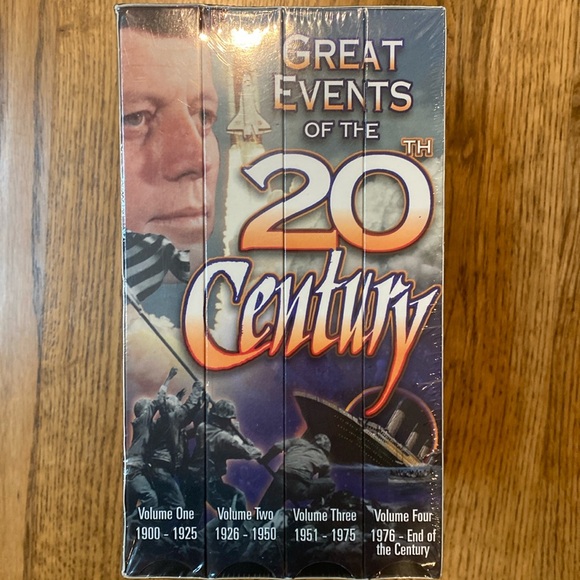 GREAT
EVENTS
OF THE
20TH
Century
Volume One
1900 - 1925
Volume Two
1926 - 1950
Volume Three
1951 - 1975
Volume Four
1976 - End of
the Century